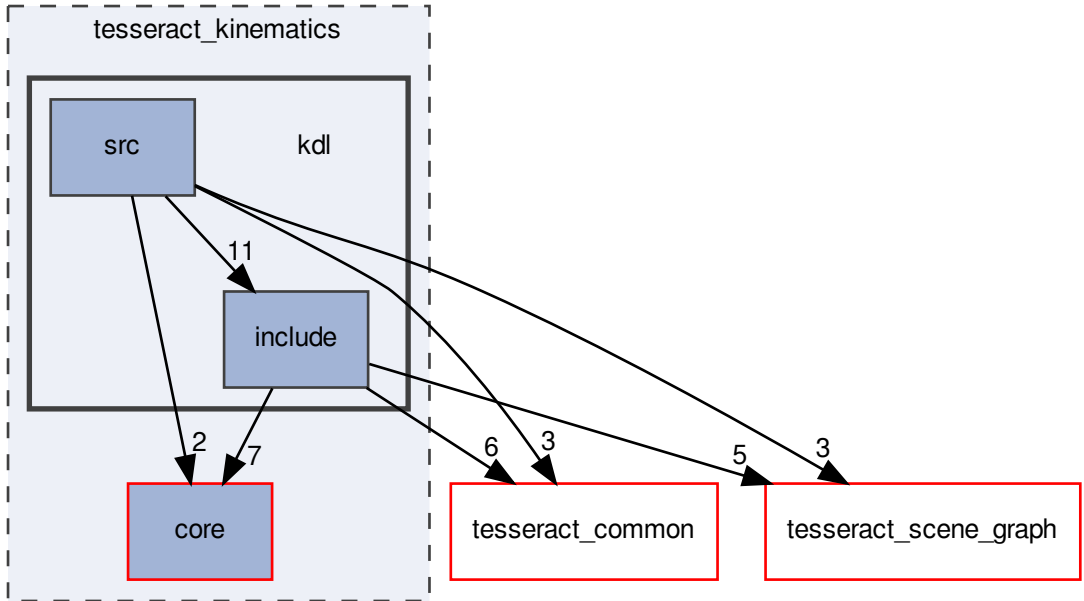 tesseract_kinematics
src
kdl
11
include
2
7
6
3
5
3
core
tesseract_common
tesseract_scene_graph